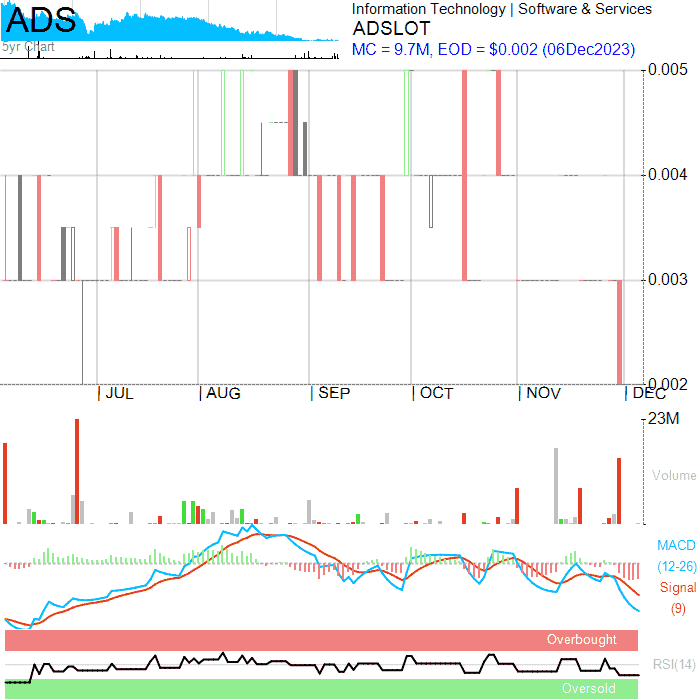 ADS
5yr Chart
Information Technology | Software & Services
ADSLOT
MC = 9.7M, EOD = $0.002 (06Dec2023)
0.005
0.004
0.003
0.002
| JUL | AUG | SEP | OCT | NOV | DEC
23M
Volume
MACD
(12-26)
Signal
(9)
Overbought
RSI(14)
Oversold